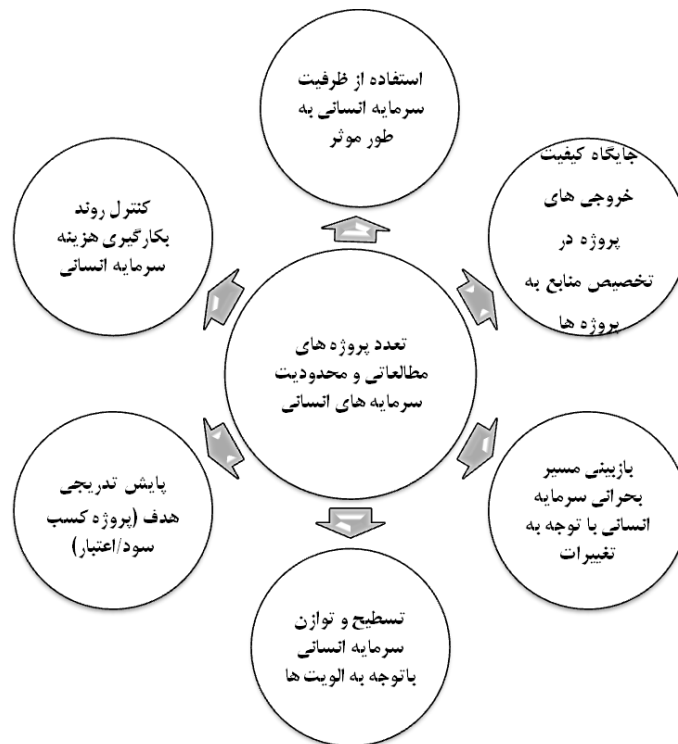 استفاده از ظرفیت
سرمایه انسانی به
طور موثر
جایگاه کیفیت
خروجی های
پروژه در
تخصیص منابع به
پروژه ها
کنترل روند
بکارگیری هزینه
سرمایه انسانی
تعدد پروژه های
مطالعاتی و محدودیت
سرمایه های انسانی
بازبینی مسیر
بحرانی سرمایه
انسانی با توجه به
تغییرات
پایش تدریجی
هدف (پروژه کسب
سود/اعتبار)
تسطیح و توازن
سرمایه انسانی
باتوجه به الویت ها